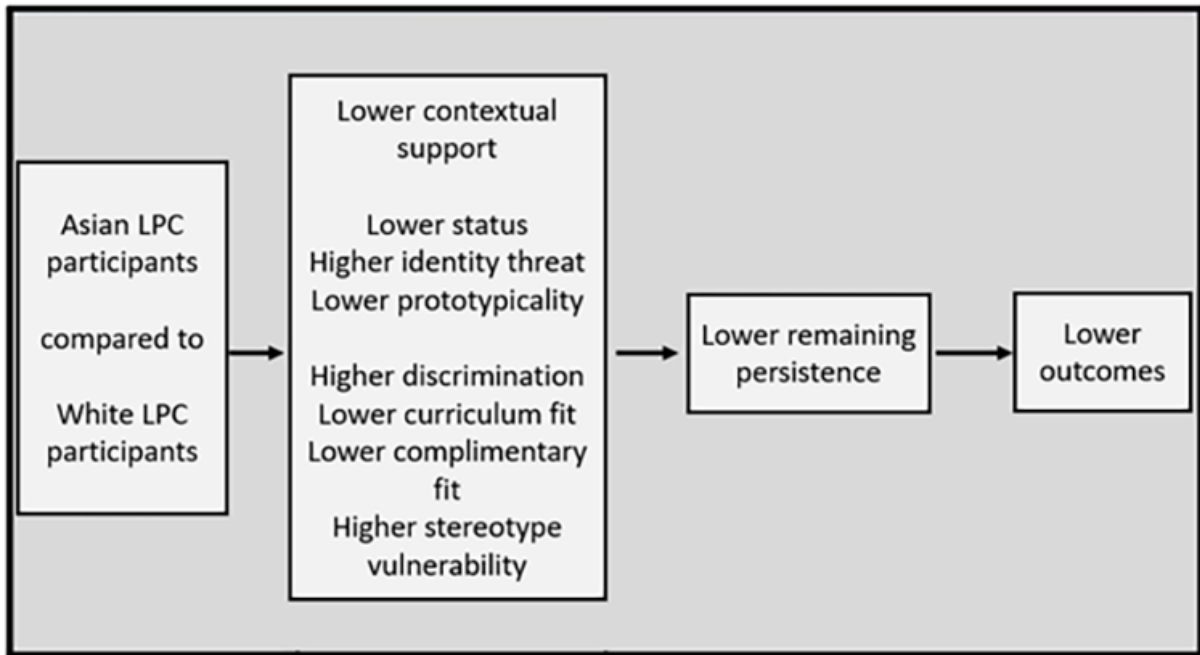 Asian LPC
participants
compared to
White LPC
participants
Lower contextual
support
Lower status
Higher identity threat
Lower prototypicality
Higher discrimination
Lower curriculum fit
Lower complimentary
fit
Higher stereotype
vulnerability
Lower remaining
persistence
Lower
outcomes